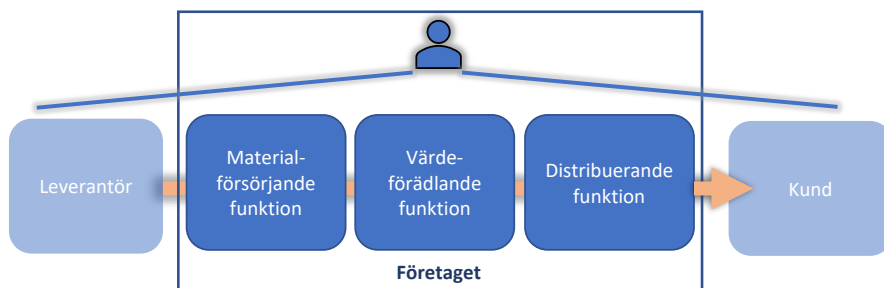 Leverantör
Material-
försörjande
funktion
Värde-
förädlande
funktion
Distribuerande
funktion
Kund
Företaget